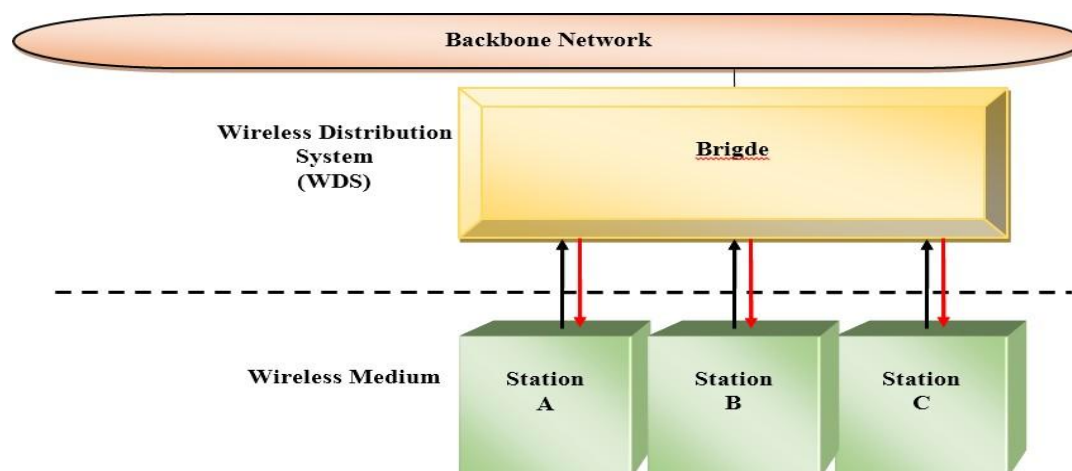 Backbone Network
Wireless Distribution
System
(WDS)
Brigde
Wireless Medium
Station
A
Station
B
Station
C